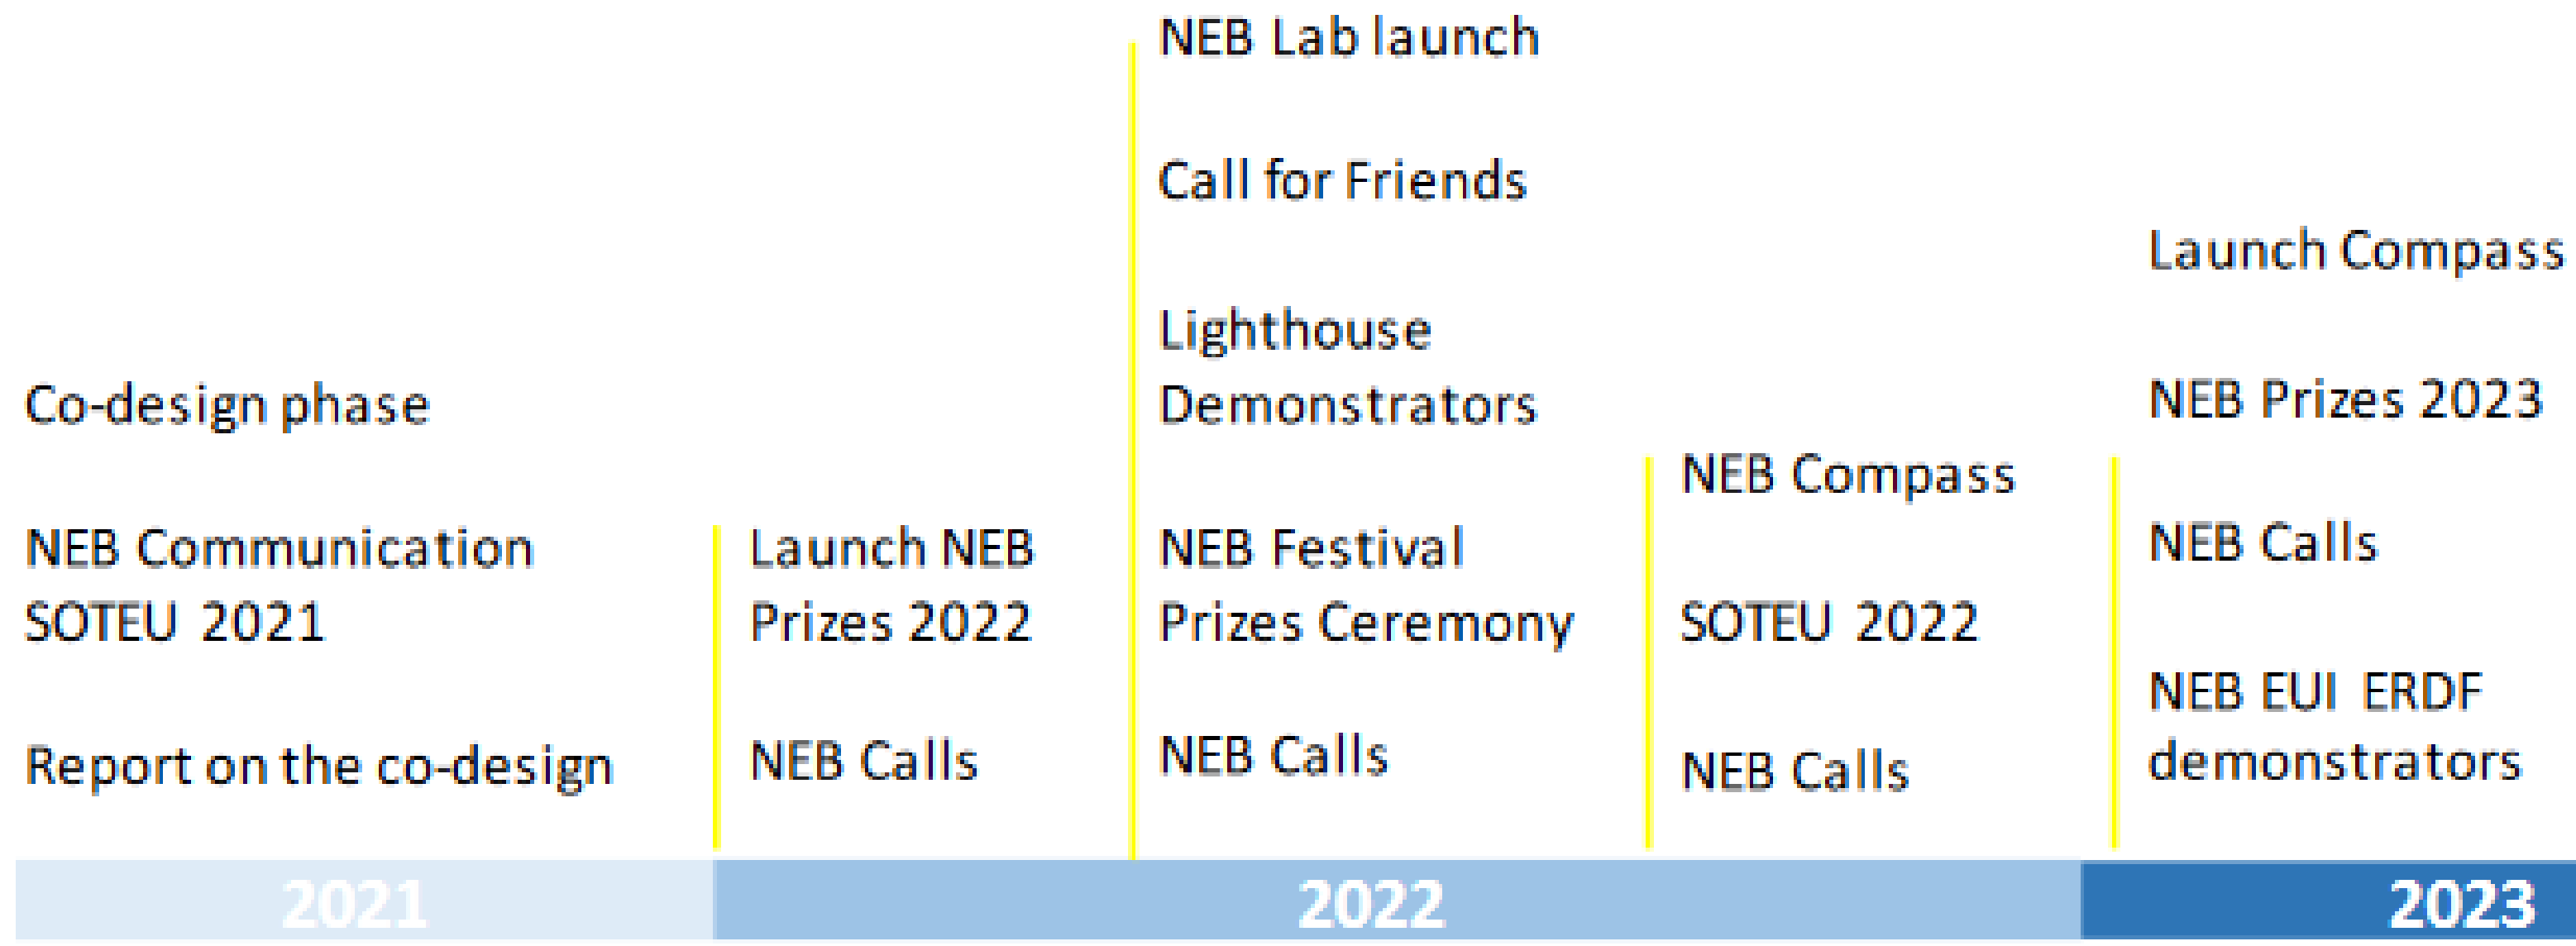 Co-design phase
NEB Communication
SOTEU 2021
Report on the co-design
Launch NEB
Prizes 2022
NEB Calls
NEB Lab launch
Call for Friends
Lighthouse
Demonstrators
NEB Festival
Prizes Ceremony
NEB Calls
NEB Compass
SOTEU 2022
NEB Calls
Launch Compass
NEB Prizes 2023
NEB Calls
NEB EUI ERDF
demonstrators
2021
2022
2023